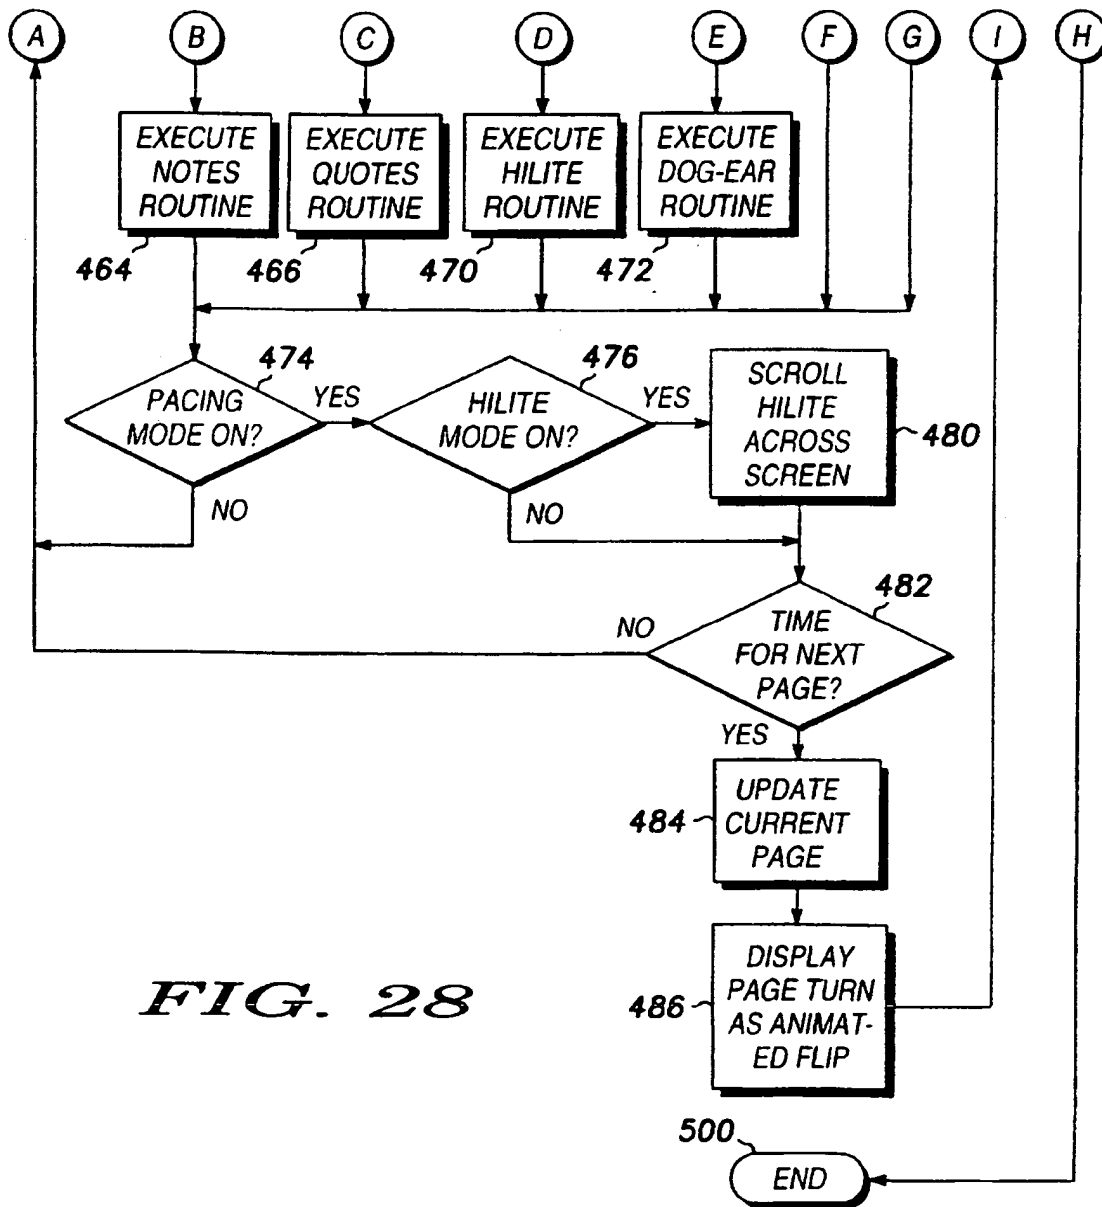 A B C D E F G I H
EXECUTE
NOTES
ROUTINE
464
EXECUTE
QUOTES
ROUTINE
466
EXECUTE
HILITE
ROUTINE
470
EXECUTE
DOG-EAR
ROUTINE
472
PACING
MODE ON?
474
YES
NO
HILITE
MODE ON?
476
YES
NO
SCROLL
HILITE
ACROSS
SCREEN
480
TIME
FOR NEXT
PAGE?
482
NO
YES
UPDATE
CURRENT
PAGE
484
DISPLAY
PAGE TURN
AS ANIMAT-
ED FLIP
486
FIG. 28
500
END